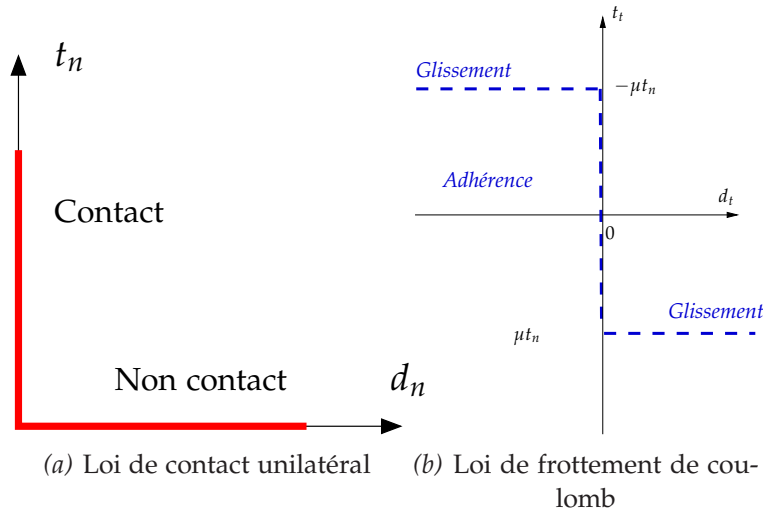 t_n
Contact
Non contact
d_n
(a) Loi de contact unilatéral
t_t
Glissement
−μt_n
Adhérence
d_t
0
Glissement
μt_n
(b) Loi de frottement de cou-
lomb